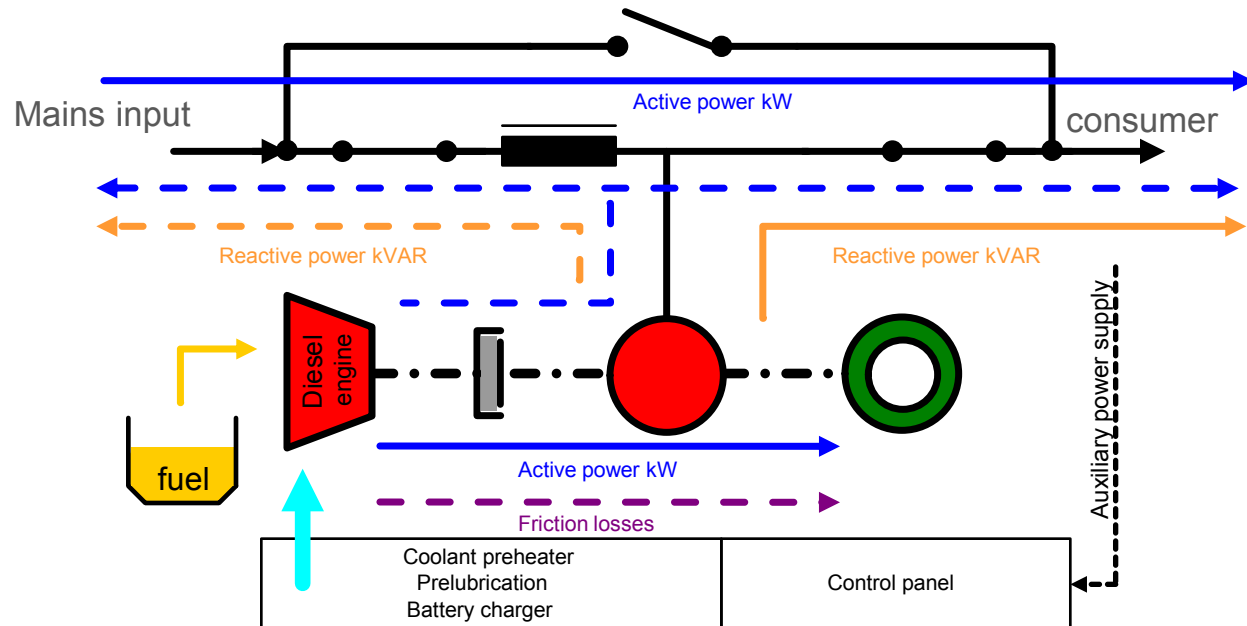 Active power kW
Mains input
consumer
Reactive power kVAR
Reactive power kVAR
Diesel
engine
Auxiliary power supply
fuel
Active power kW
Friction losses
Coolant preheater
Prelubrication
Battery charger
Control panel